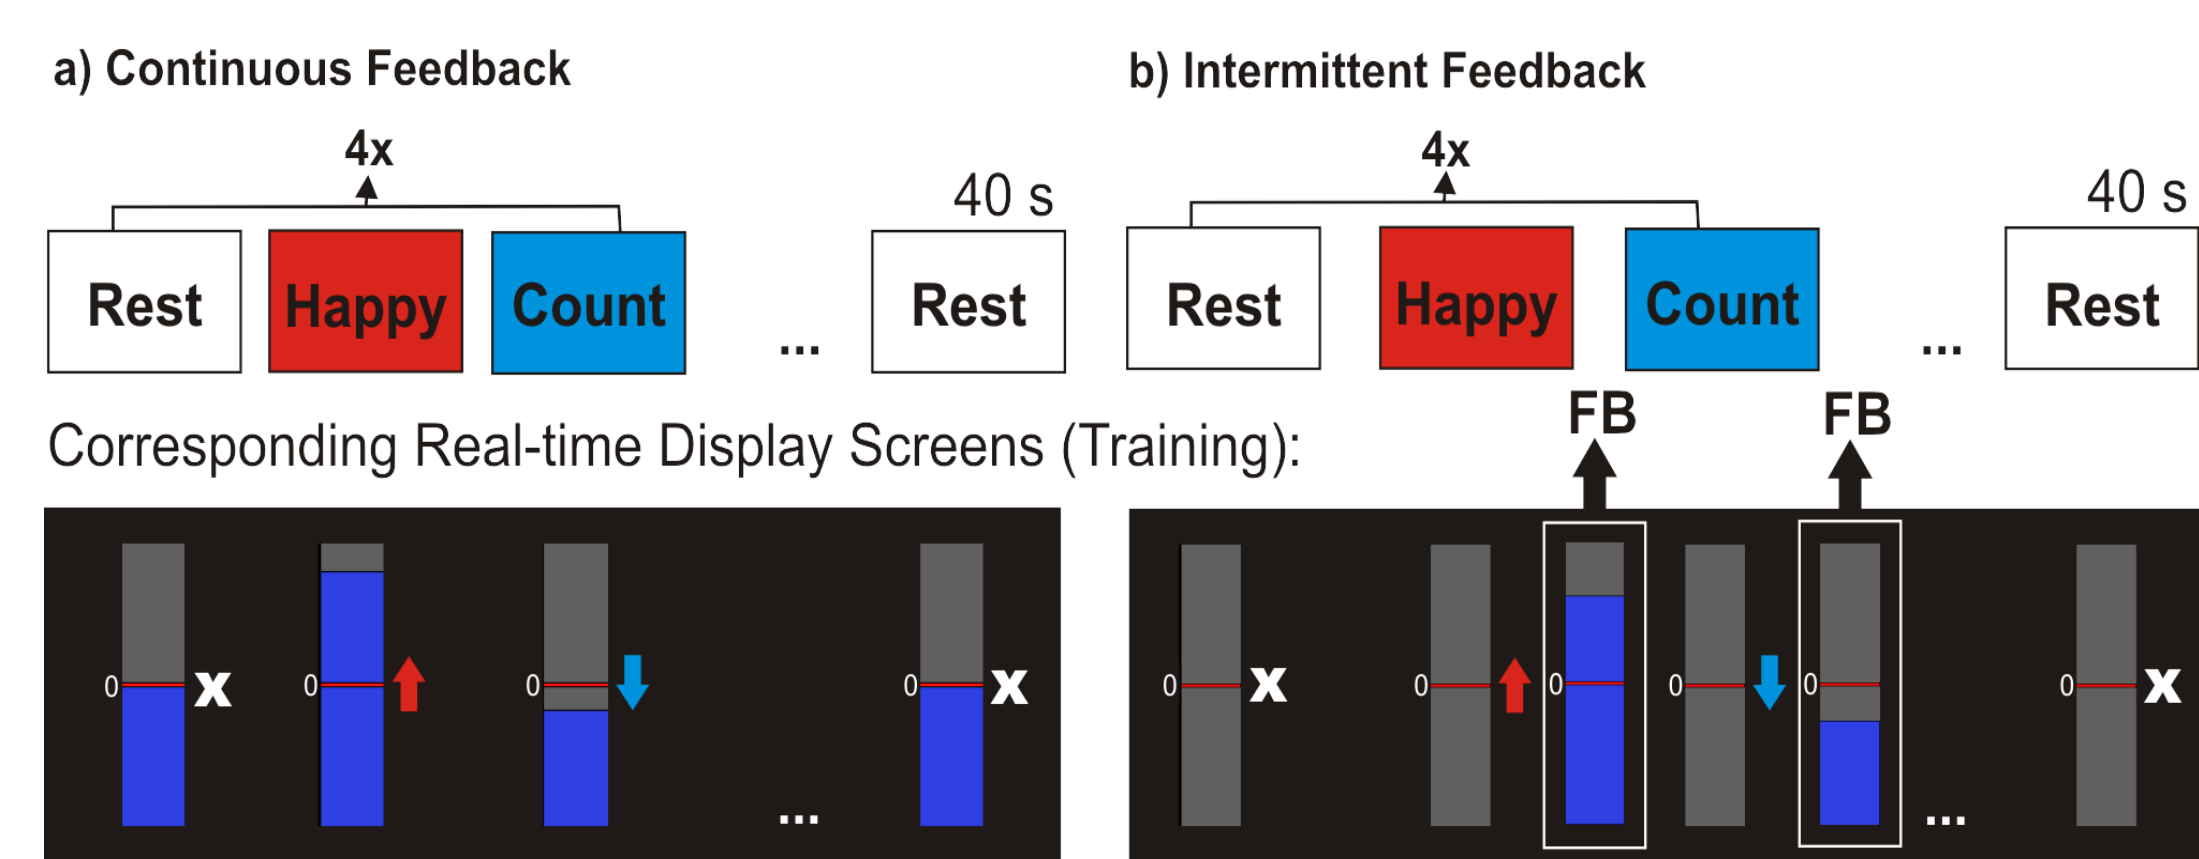 a) Continuous Feedback
4x
40 s
Rest
Happy
Count
...
Rest
b) Intermittent Feedback
4x
40 s
Rest
Happy
Count
...
Rest
FB
FB
Corresponding Real-time Display Screens (Training):
0 X
0
0
...
0 X
0 X
0
0
0
0
...
0 X